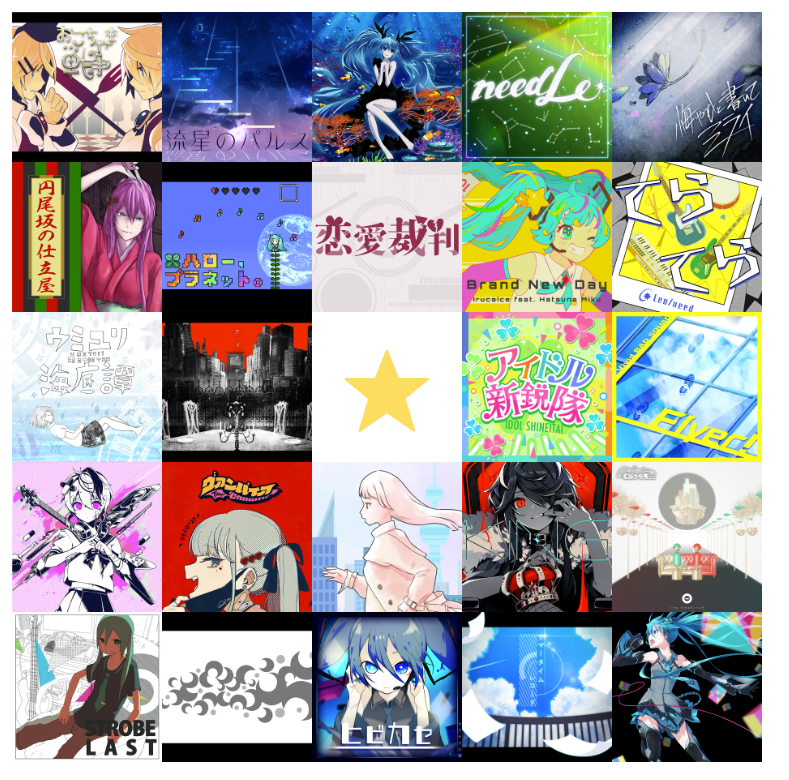 おこちゃま戦争
流星のパルス
needLe
悔やむと書いてミライ
円尾坂の仕立屋
ハロー、
プラネット。
恋愛裁判
Brand New Day
iruceice feat. Hatsune Miku
てらてら
Leo/need
ウミユリ
海底譚
アイドル
新鋭隊
IDOL SHINEITAI
Flyer!
ヴァンパイア
DECO*27
STROBE
LAST
ヒビカセ